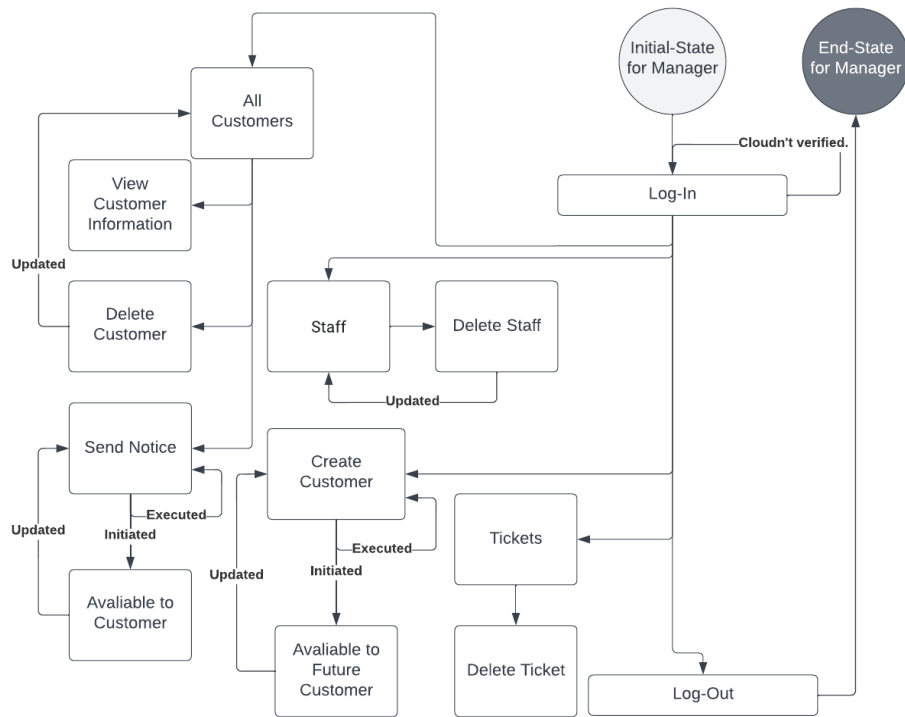 Initial-State
for Manager
End-State
for Manager
All
Customers
Cloudn't verified.
View
Customer
Information
Log-In
Updated
Delete
Customer
Staff
Delete Staff
Updated
Send Notice
Create
Customer
Executed
Updated
Initiated
Tickets
Executed
Updated
Initiated
Avaliable to
Customer
Avaliable to
Future
Customer
Delete Ticket
Log-Out